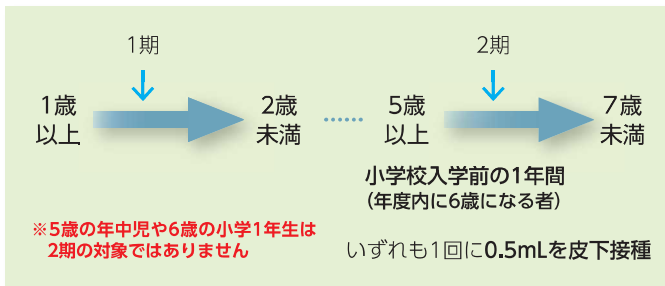 1期
2期
1歳
以上
2歳
未満
……
5歳
以上
7歳
未満
小学校入学前の1年間
(年度内に6歳になる者)
※5歳の年中児や6歳の小学1年生は
2期の対象ではありません
いずれも1回に0.5mLを皮下接種